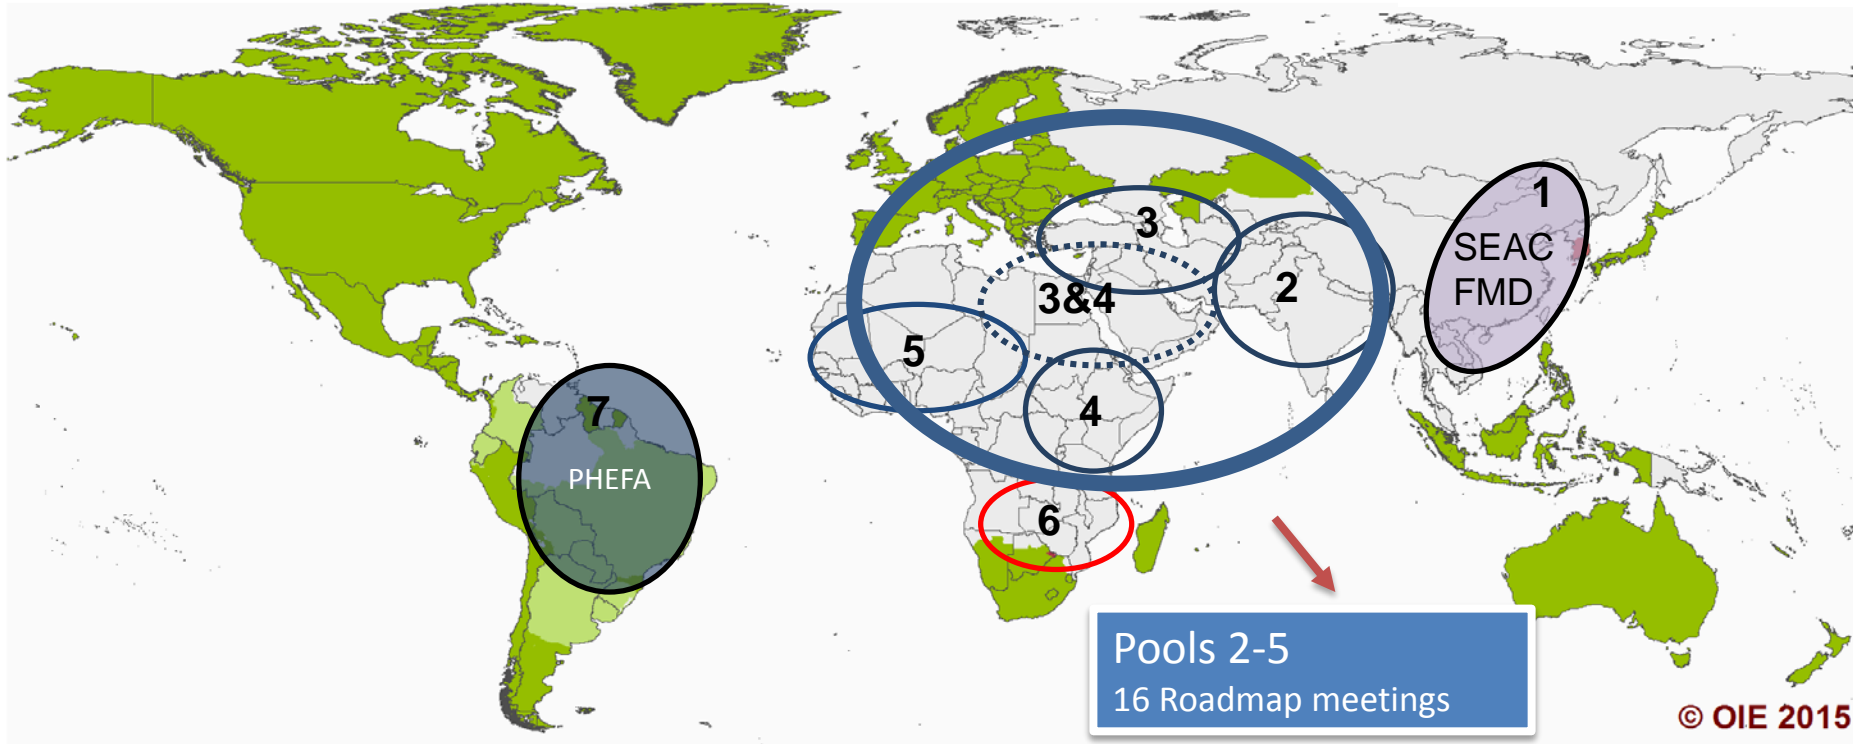 1
SEAC
FMD
3
2
3&4
5
4
7
PHEFA
6
Pools 2-5
16 Roadmap meetings
© OIE 2015